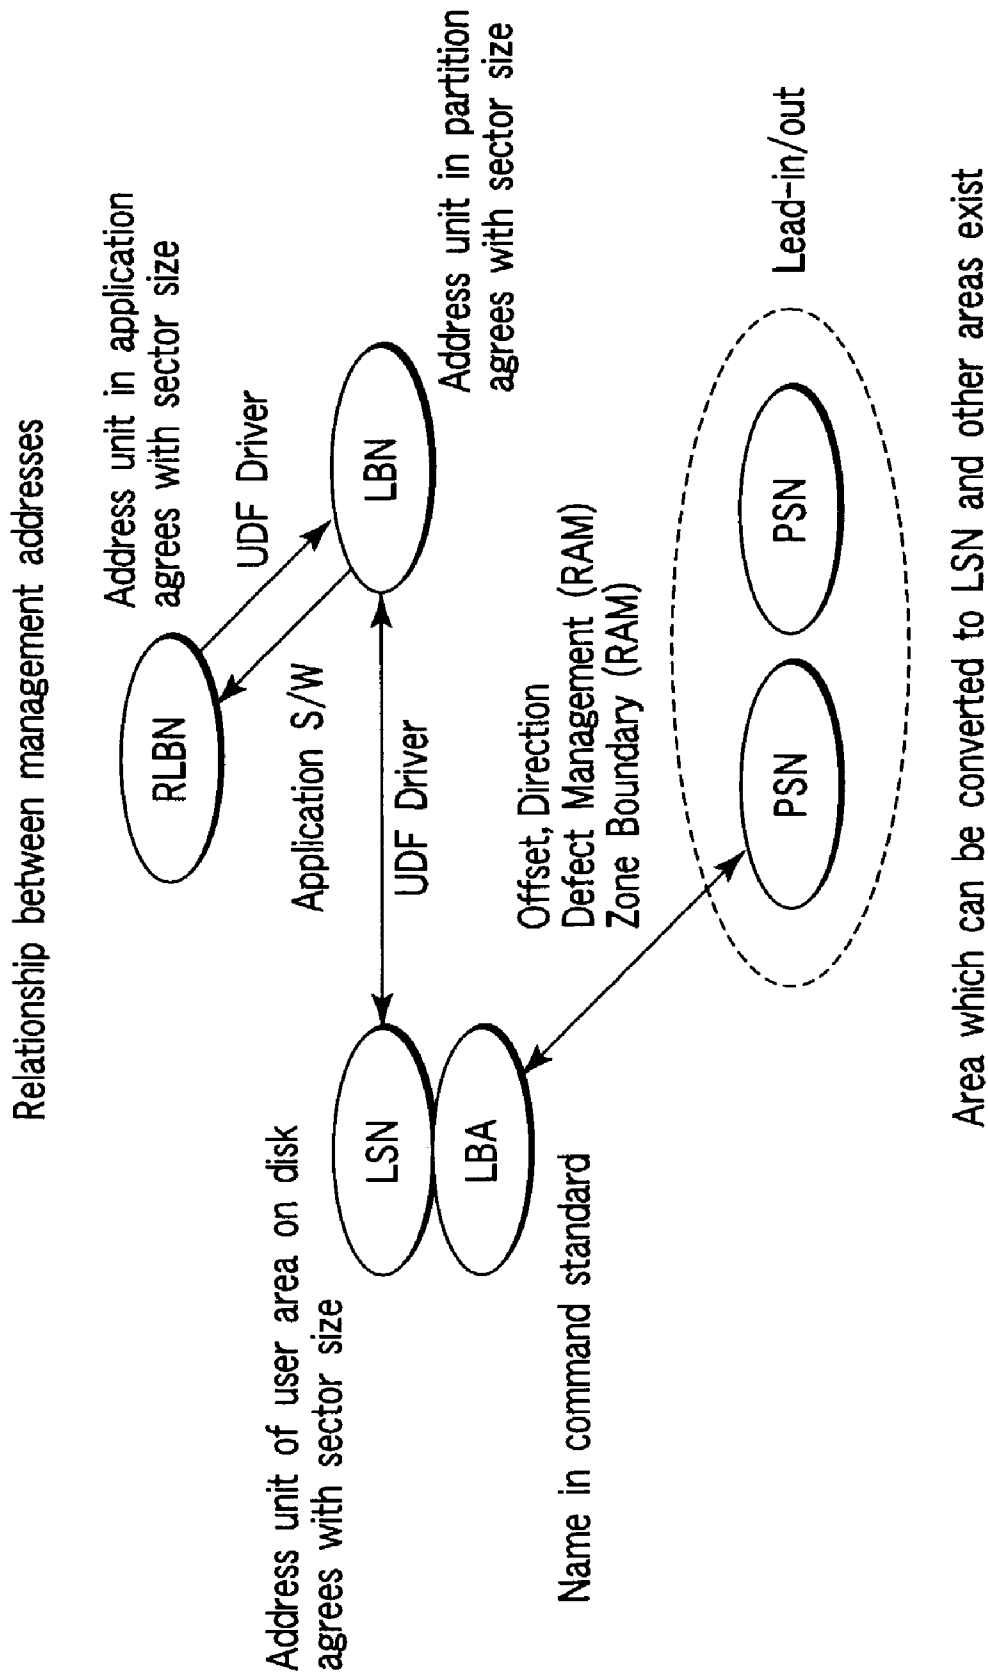 Relationship between management addresses
Address unit in application
agrees with sector size
RLBN
UDF Driver
Application S/W
Address unit of user area on disk
agrees with sector size
LSN
UDF Driver
LBN
Address unit in partition
agrees with sector size
LBA
Name in command standard
Offset, Direction
Defect Management (RAM)
Zone Boundary (RAM)
PSN
PSN
Lead-in/out
Area which can be converted to LSN and other areas exist